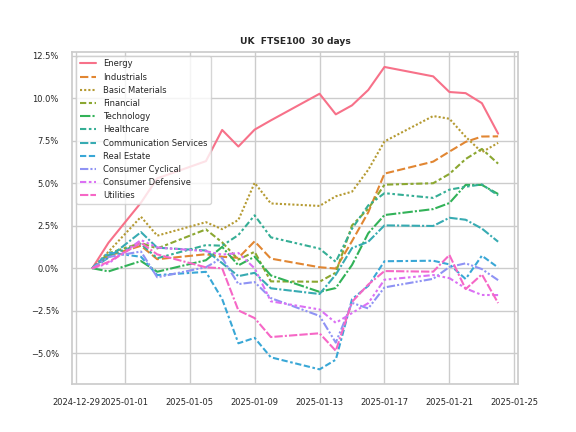 UK  FTSE100  30 days
12.5%
10.0%
7.5%
5.0%
2.5%
0.0%
−2.5%
−5.0%
Energy
Industrials
Basic Materials
Financial
Technology
Healthcare
Communication Services
Real Estate
Consumer Cyclical
Consumer Defensive
Utilities
2024-12-29 2025-01-01 2025-01-05 2025-01-09 2025-01-13 2025-01-17 2025-01-21 2025-01-25